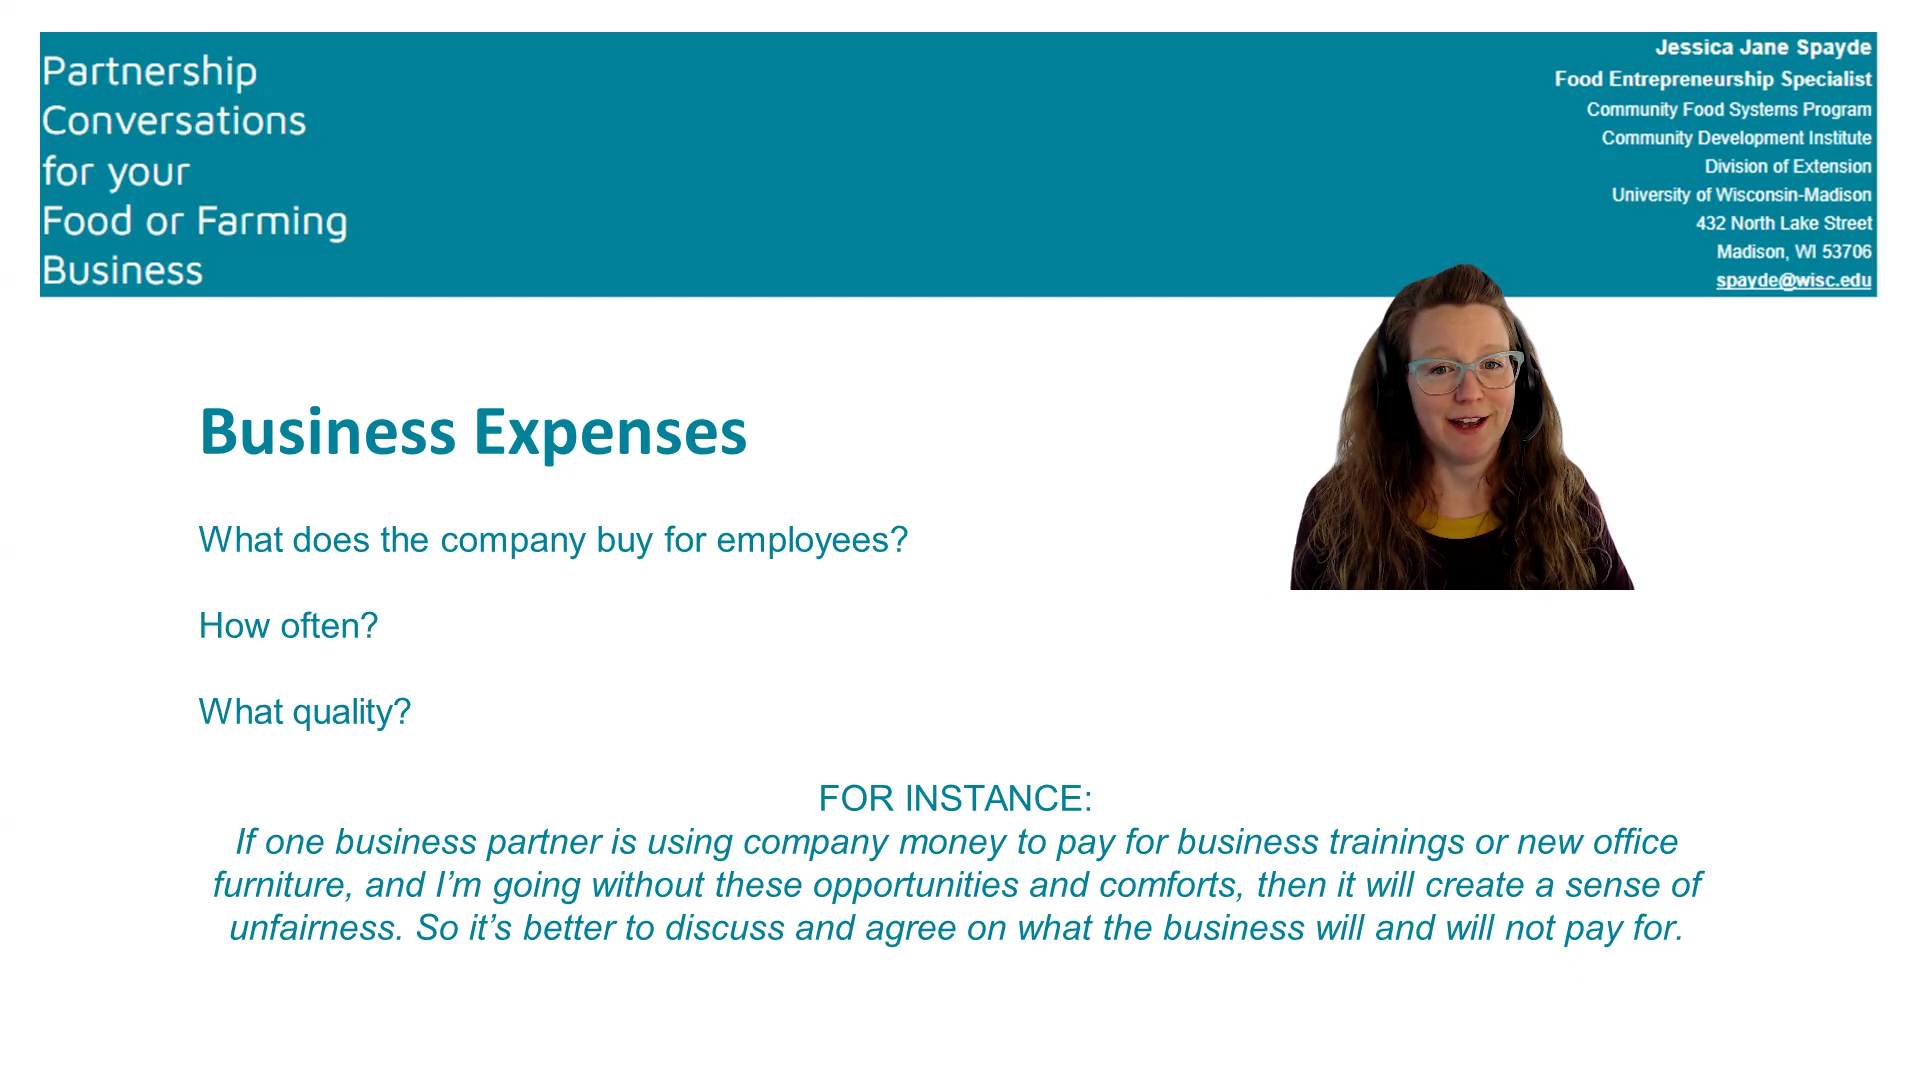 Partnership
Conversations
for your
Food or Farming
Business
Jessica Jane Spayde
Food Entrepreneurship Specialist
Community Food Systems Program
Community Development Institute
Division of Extension
University of Wisconsin-Madison
432 North Lake Street
Madison, WI 53706
spayde@wisc.edu
Business Expenses
What does the company buy for employees?
How often?
What quality?
FOR INSTANCE:
If one business partner is using company money to pay for business trainings or new office
furniture, and I’m going without these opportunities and comforts, then it will create a sense of
unfairness. So it’s better to discuss and agree on what the business will and will not pay for.